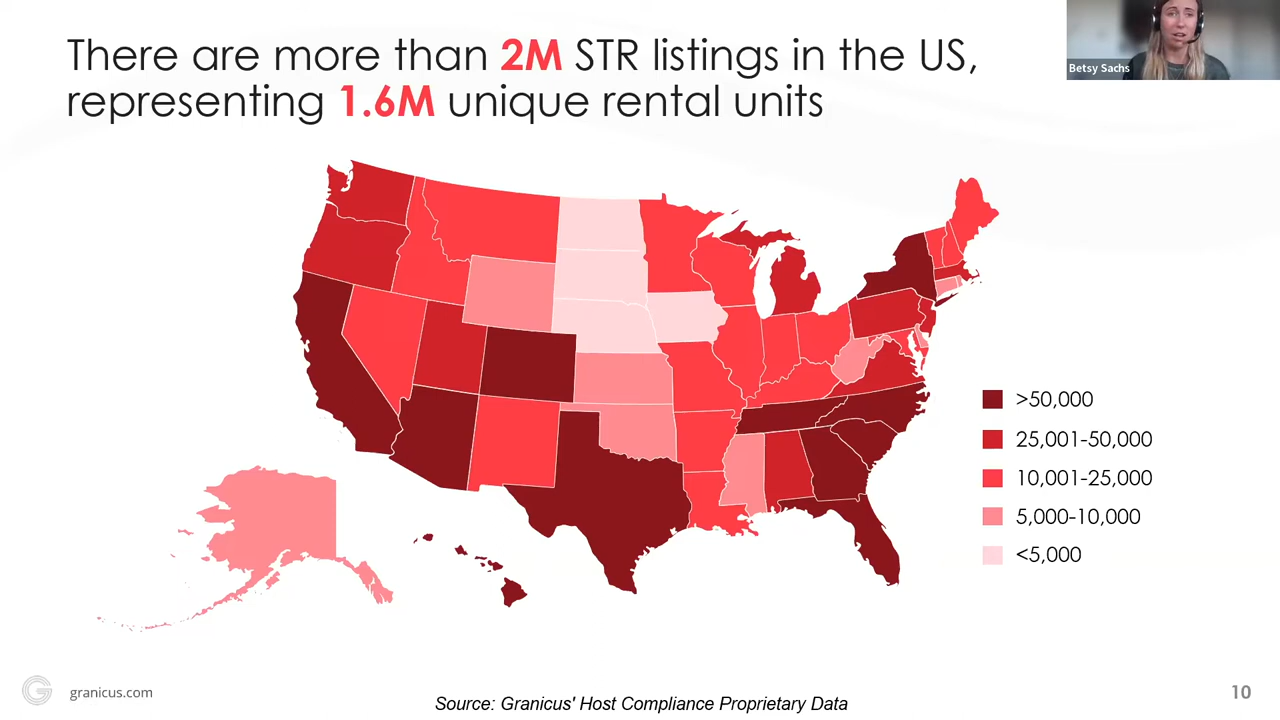 There are more than 2M STR listings in the US,
representing 1.6M unique rental units
Betsy Sachs
>50,000
25,001-50,000
10,001-25,000
5,000-10,000
<5,000
granicus.com
Source: Granicus' Host Compliance Proprietary Data
10